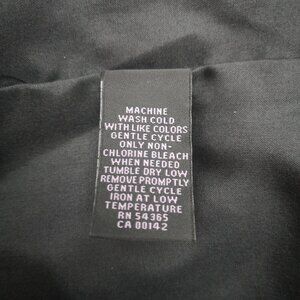 MACHINE
WASH COLD
WITH LIKE COLORS
GENTLE CYCLE
ONLY NON-
CHLORINE BLEACH
WHEN NEEDED
TUMBLE DRY LOW
REMOVE PROMPTLY
GENTLE CYCLE
IRON AT LOW
TEMPERATURE
RN 54365
CA 00142